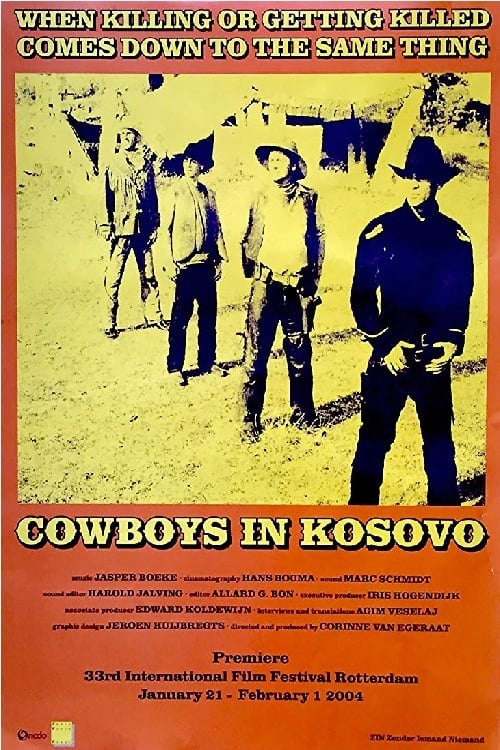 WHEN KILLING OR GETTING KILLED
COMES DOWN TO THE SAME THING
COWBOYS IN KOSOVO
music JASPER BOEKE · cinematography HANS BOUMA · sound MARC SCHMIDT
sound editor HAROLD JALVING · editor ALLARD G. BON · executive producer IRIS HOGENDIJK
associate producer EDWARD KOLDEWIJN · interviews and translations AGIM VESELAJ
graphic design JEROEN HUIJBREGTS · directed and produced by CORINNE VAN EGERAAT
Premiere
33rd International Film Festival Rotterdam
January 21 - February 1 2004
ZIN Zonder Iemand Niemand